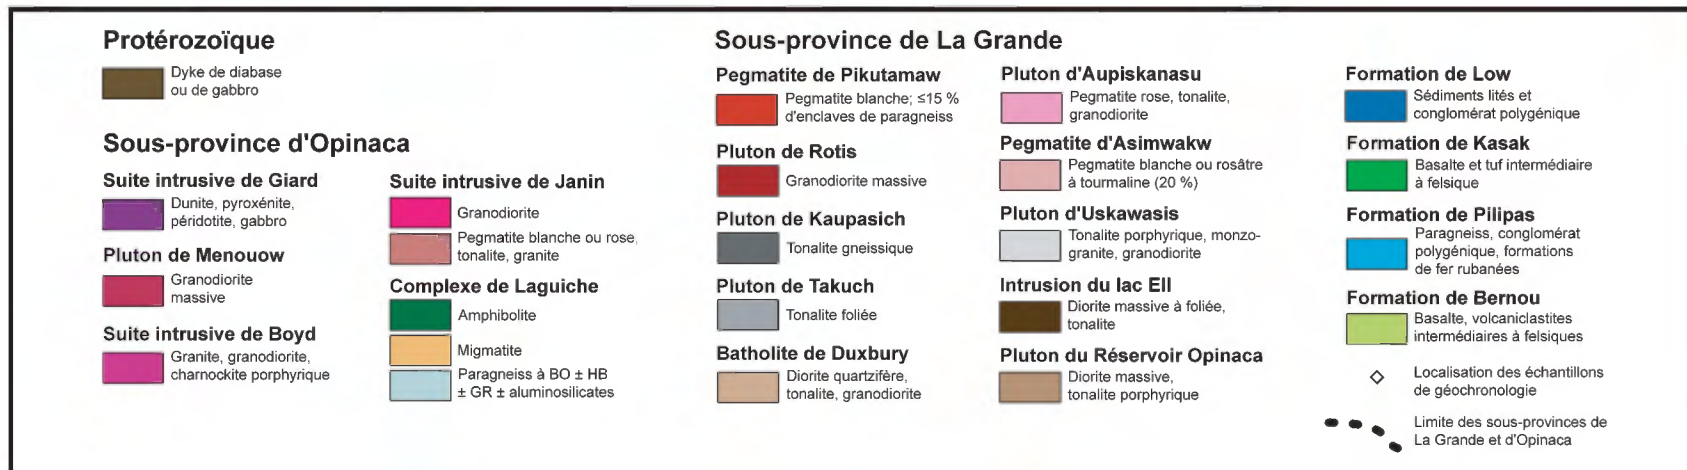 Protérozoïque
Dyke de diabase
ou de gabbro
Sous-province d'Opinaca
Suite intrusive de Giard
Dunite, pyroxénite,
péridotite, gabbro
Pluton de Menouow
Granodiorite
massive
Suite intrusive de Boyd
Granite, granodiorite,
charnockite porphyrique
Suite intrusive de Janin
Granodiorite
Pegmatite blanche ou rose,
tonalite, granite
Complexe de Laguiche
Amphibolite
Migmatite
Paragneiss à BO ± HB
± GR ± aluminosilicates
Sous-province de La Grande
Pegmatite de Pikutamaw
Pegmatite blanche; ≤15 %
d'enclaves de paragneiss
Pluton de Rotis
Granodiorite massive
Pluton de Kaupasich
Tonalite gneissique
Pluton de Takuch
Tonalite foliée
Batholite de Duxbury
Diorite quartzifère,
tonalite, granodiorite
Pluton d'Aupiskanasu
Pegmatite rose, tonalite,
granodiorite
Pegmatite d'Asimwakw
Pegmatite blanche ou rosâtre
à tourmaline (20 %)
Pluton d'Uskawasis
Tonalite porphyrique, monzo-
granite, granodiorite
Intrusion du lac Ell
Diorite massive à foliée,
tonalite
Pluton du Réservoir Opinaca
Diorite massive,
tonalite porphyrique
Formation de Low
Sédiments lités et
conglomérat polygénique
Formation de Kasak
Basalte et tuf intermédiaire
à felsique
Formation de Pilipas
Paragneiss, conglomérat
polygénique, formations
de fer rubanées
Formation de Bernou
Basalte, volcaniclastites
intermédiaires à felsiques
Localisation des échantillons
de géochronologie
Limite des sous-provinces de
La Grande et d'Opinaca